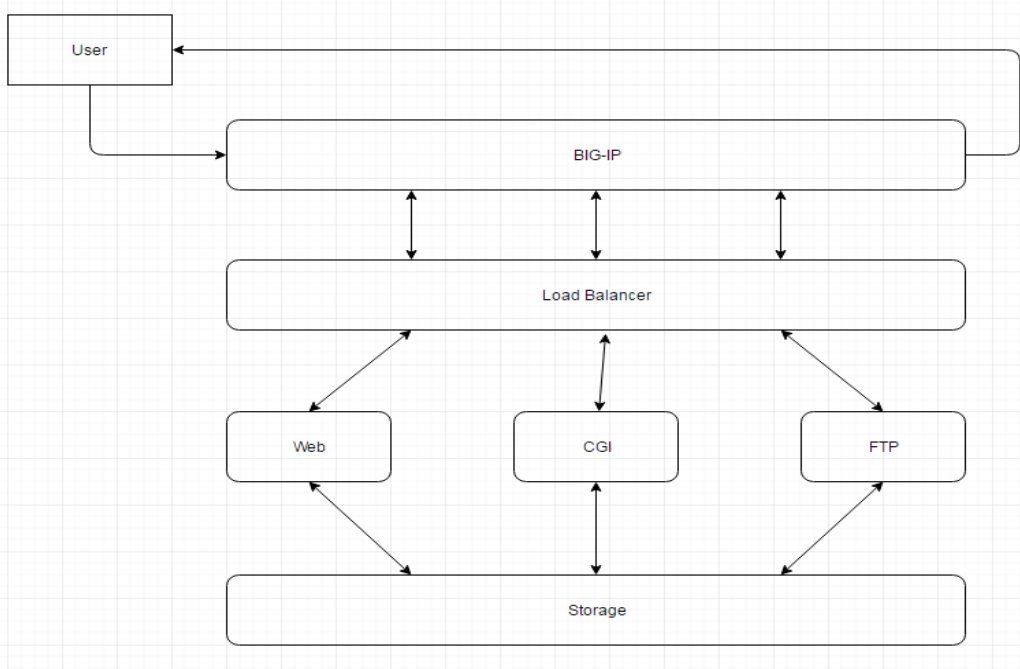 User
BIG-IP
Load Balancer
Web
CGI
FTP
Storage